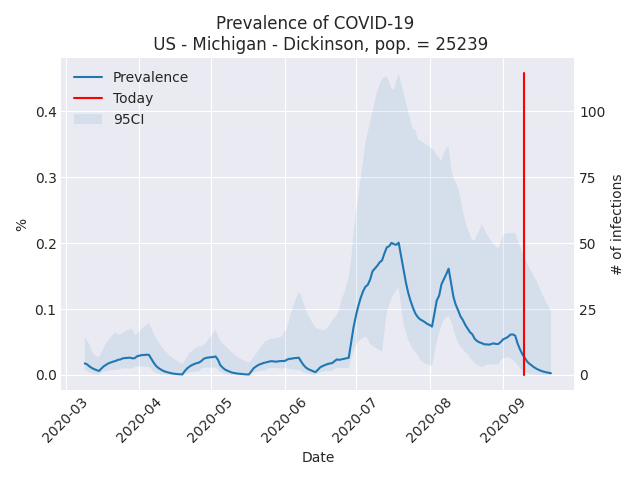 Prevalence of COVID-19
US - Michigan - Dickinson, pop. = 25239
Prevalence
Today
95CI
%
0.4
0.3
0.2
0.1
0.0
# of infections
100
75
50
25
0
2020-03
2020-04
2020-05
2020-06
2020-07
2020-08
2020-09
Date